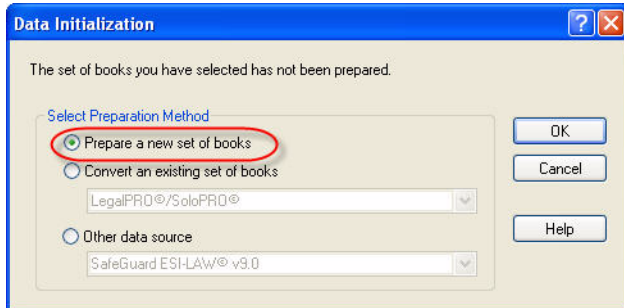 Data Initialization
The set of books you have selected has not been prepared.
Select Preparation Method
Prepare a new set of books
Convert an existing set of books
LegalPRO©/SoloPRO©
Other data source
SafeGuard ESI-LAW© v9.0
OK
Cancel
Help